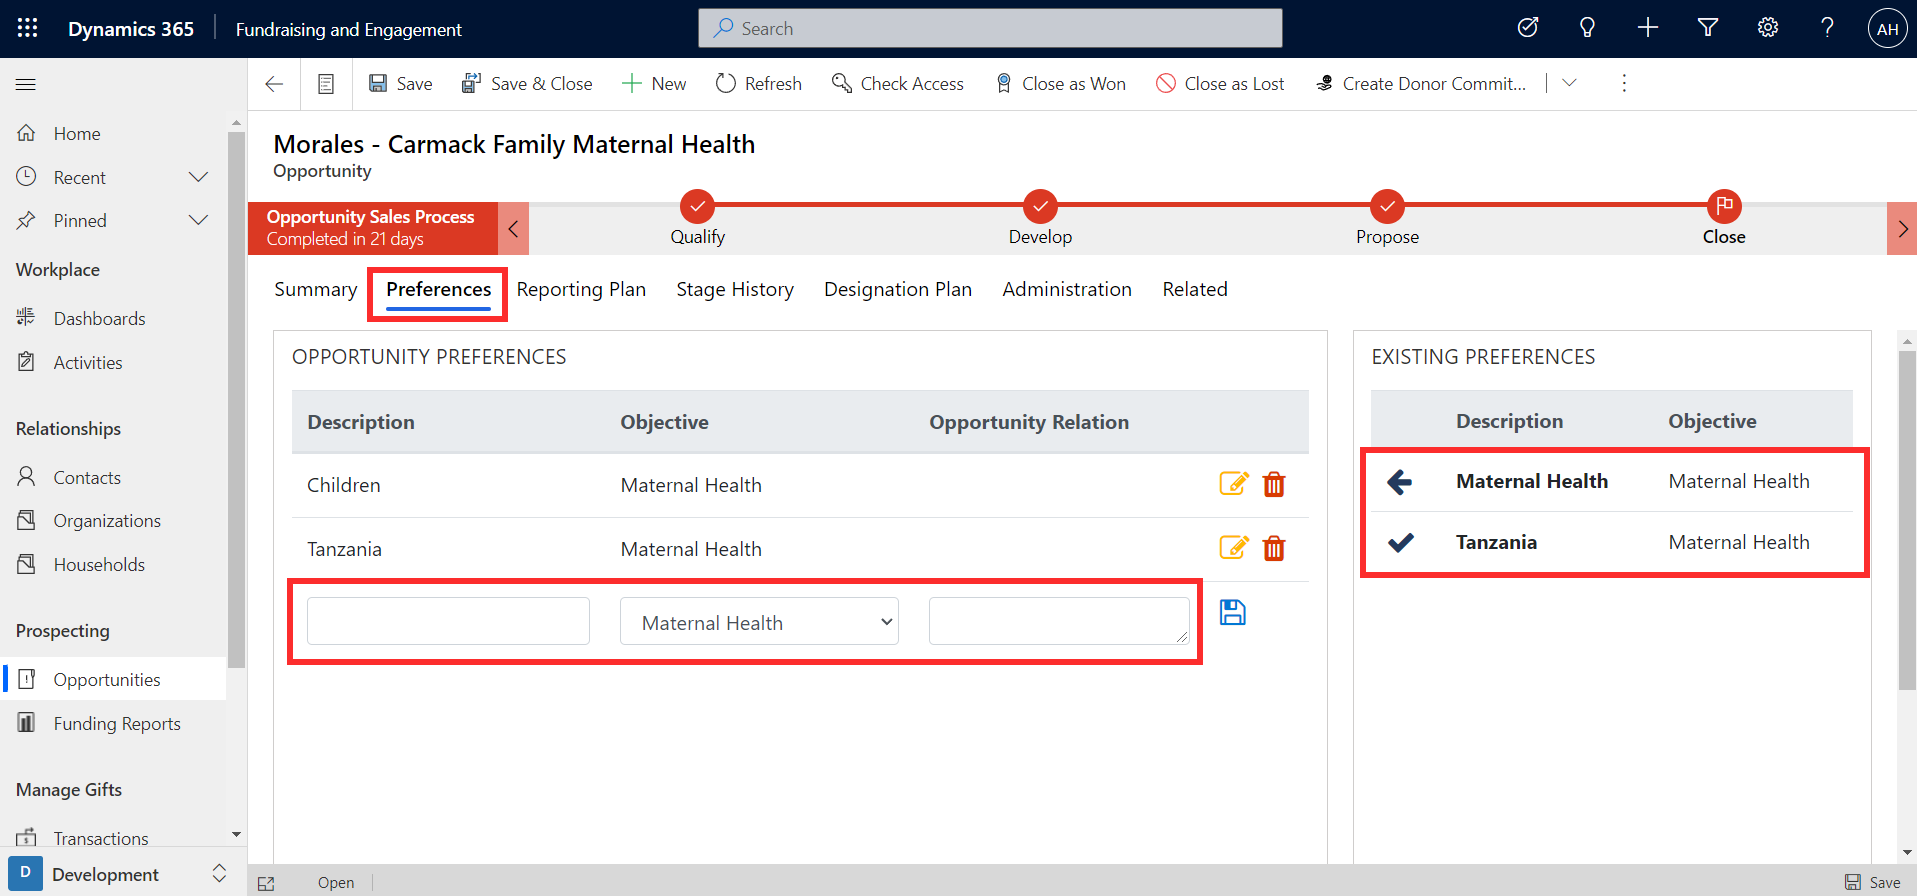 Dynamics 365
Fundraising and Engagement
Search
AH
Save
Save & Close
New
Refresh
Check Access
Close as Won
Close as Lost
Create Donor Commit...
Home
Recent
Pinned
Workplace
Dashboards
Activities
Relationships
Contacts
Organizations
Households
Prospecting
Opportunities
Funding Reports
Manage Gifts
Transactions
D
Development
Morales - Carmack Family Maternal Health
Opportunity
Opportunity Sales Process
Completed in 21 days
Qualify
Develop
Propose
Close
Summary
Preferences
Reporting Plan
Stage History
Designation Plan
Administration
Related
OPPORTUNITY PREFERENCES
Description Objective Opportunity Relation
Children Maternal Health
Tanzania Maternal Health
Maternal Health
EXISTING PREFERENCES
Description Objective
Maternal Health Maternal Health
Tanzania Maternal Health
Open
Save